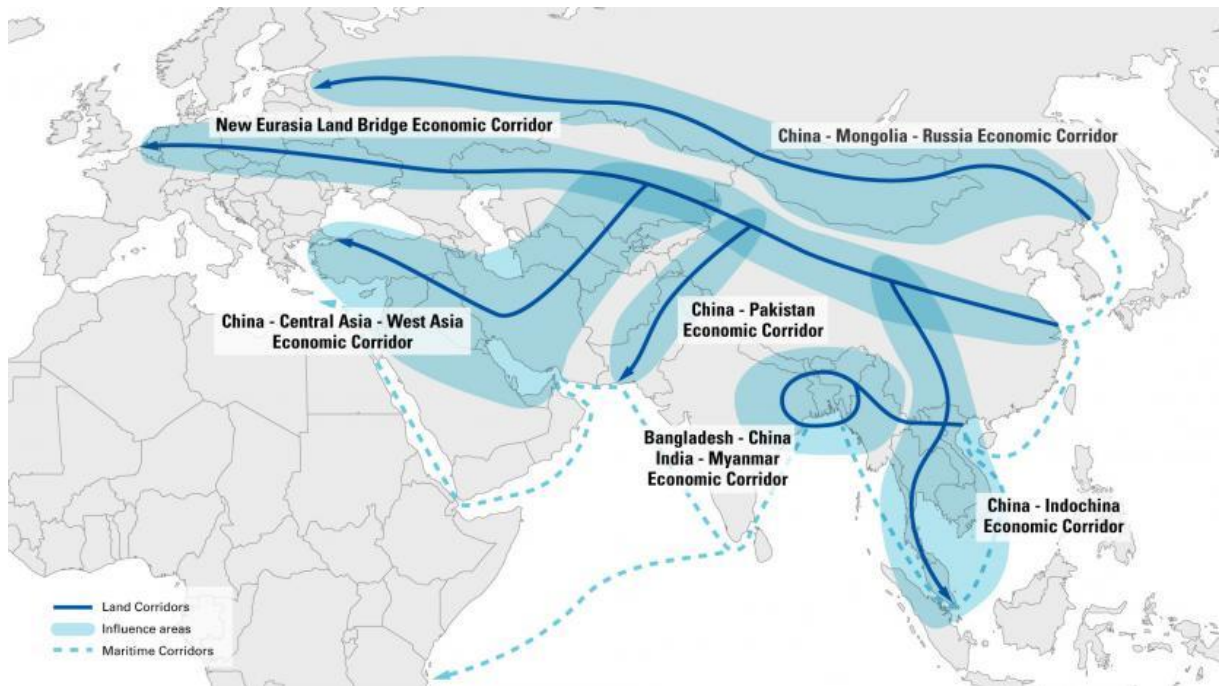 New Eurasia Land Bridge Economic Corridor
China - Mongolia - Russia Economic Corridor
China - Central Asia - West Asia
Economic Corridor
China - Pakistan
Economic Corridor
Bangladesh - China
India - Myanmar
Economic Corridor
China - Indochina
Economic Corridor
Land Corridors
Influence areas
Maritime Corridors